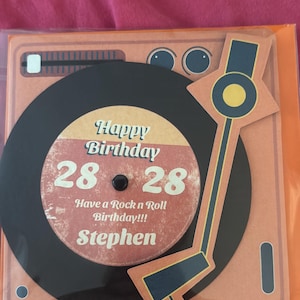 Happy
Birthday
28 28
Have a Rock n Roll
Birthday!!!
Stephen